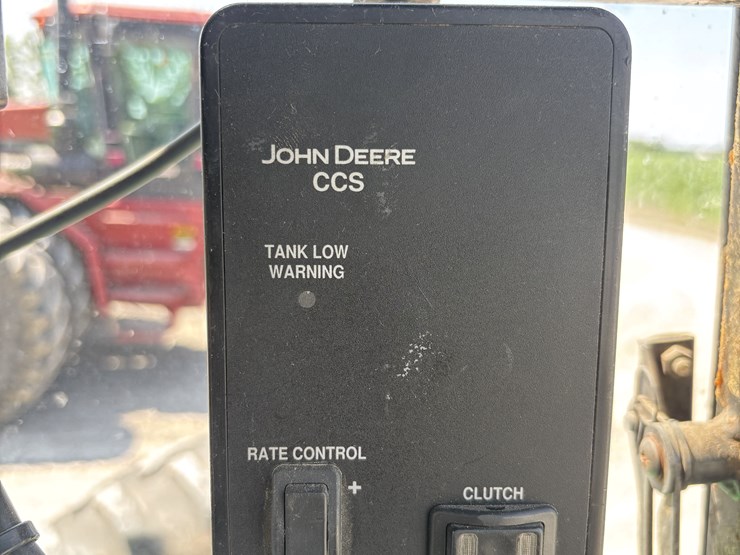 JOHN DEERE
CCS
TANK LOW
WARNING
RATE CONTROL
+
CLUTCH